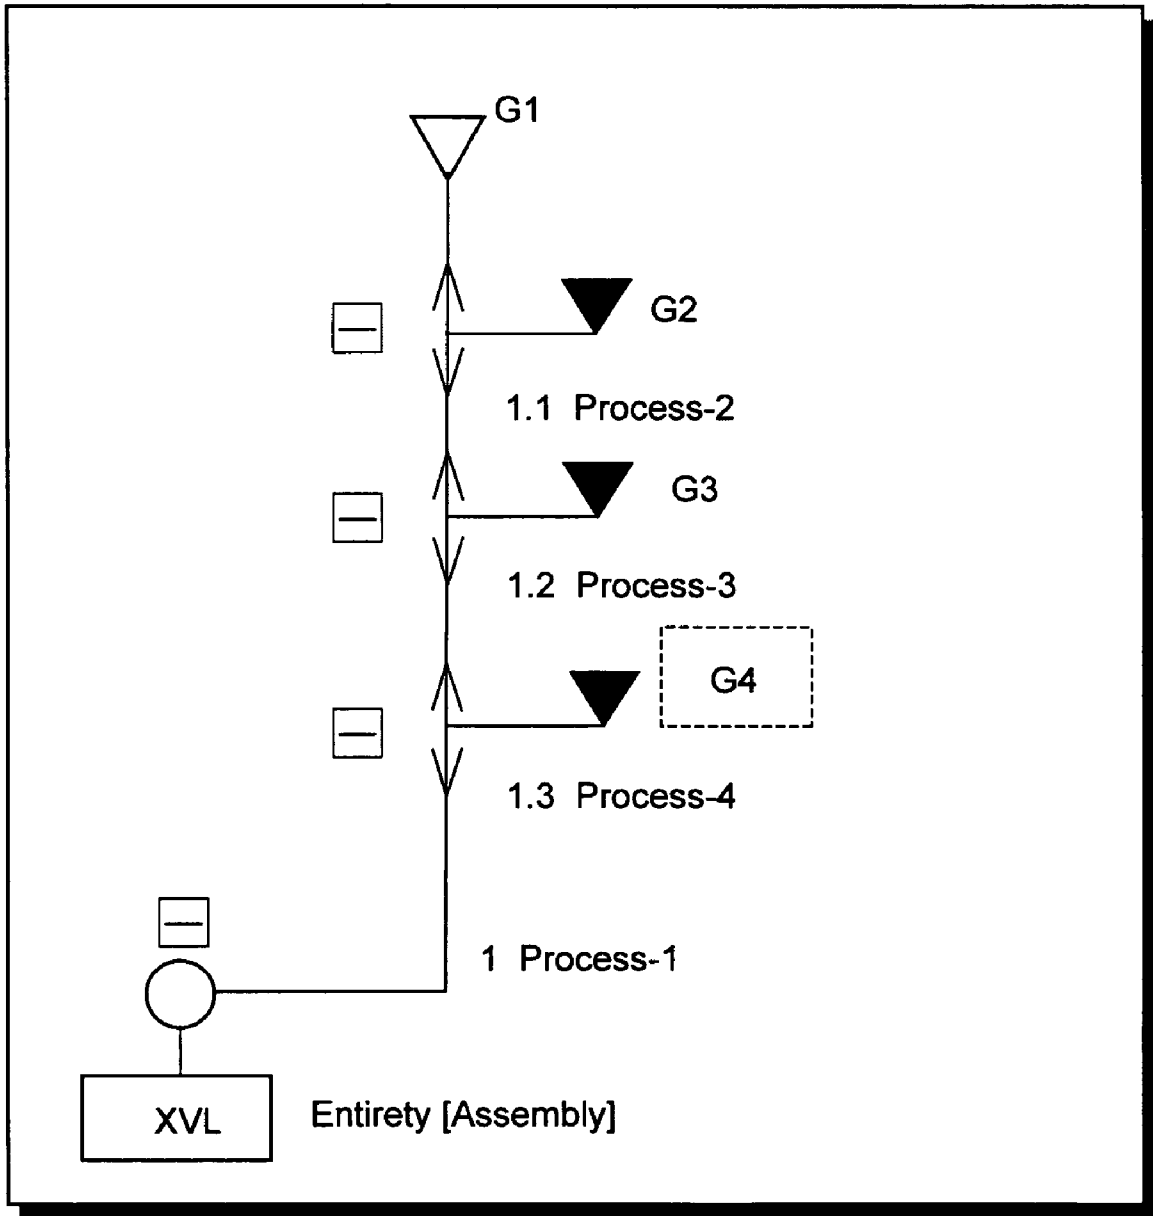 G1
G2
1.1 Process-2
G3
1.2 Process-3
G4
1.3 Process-4
1 Process-1
XVL
Entirety [Assembly]